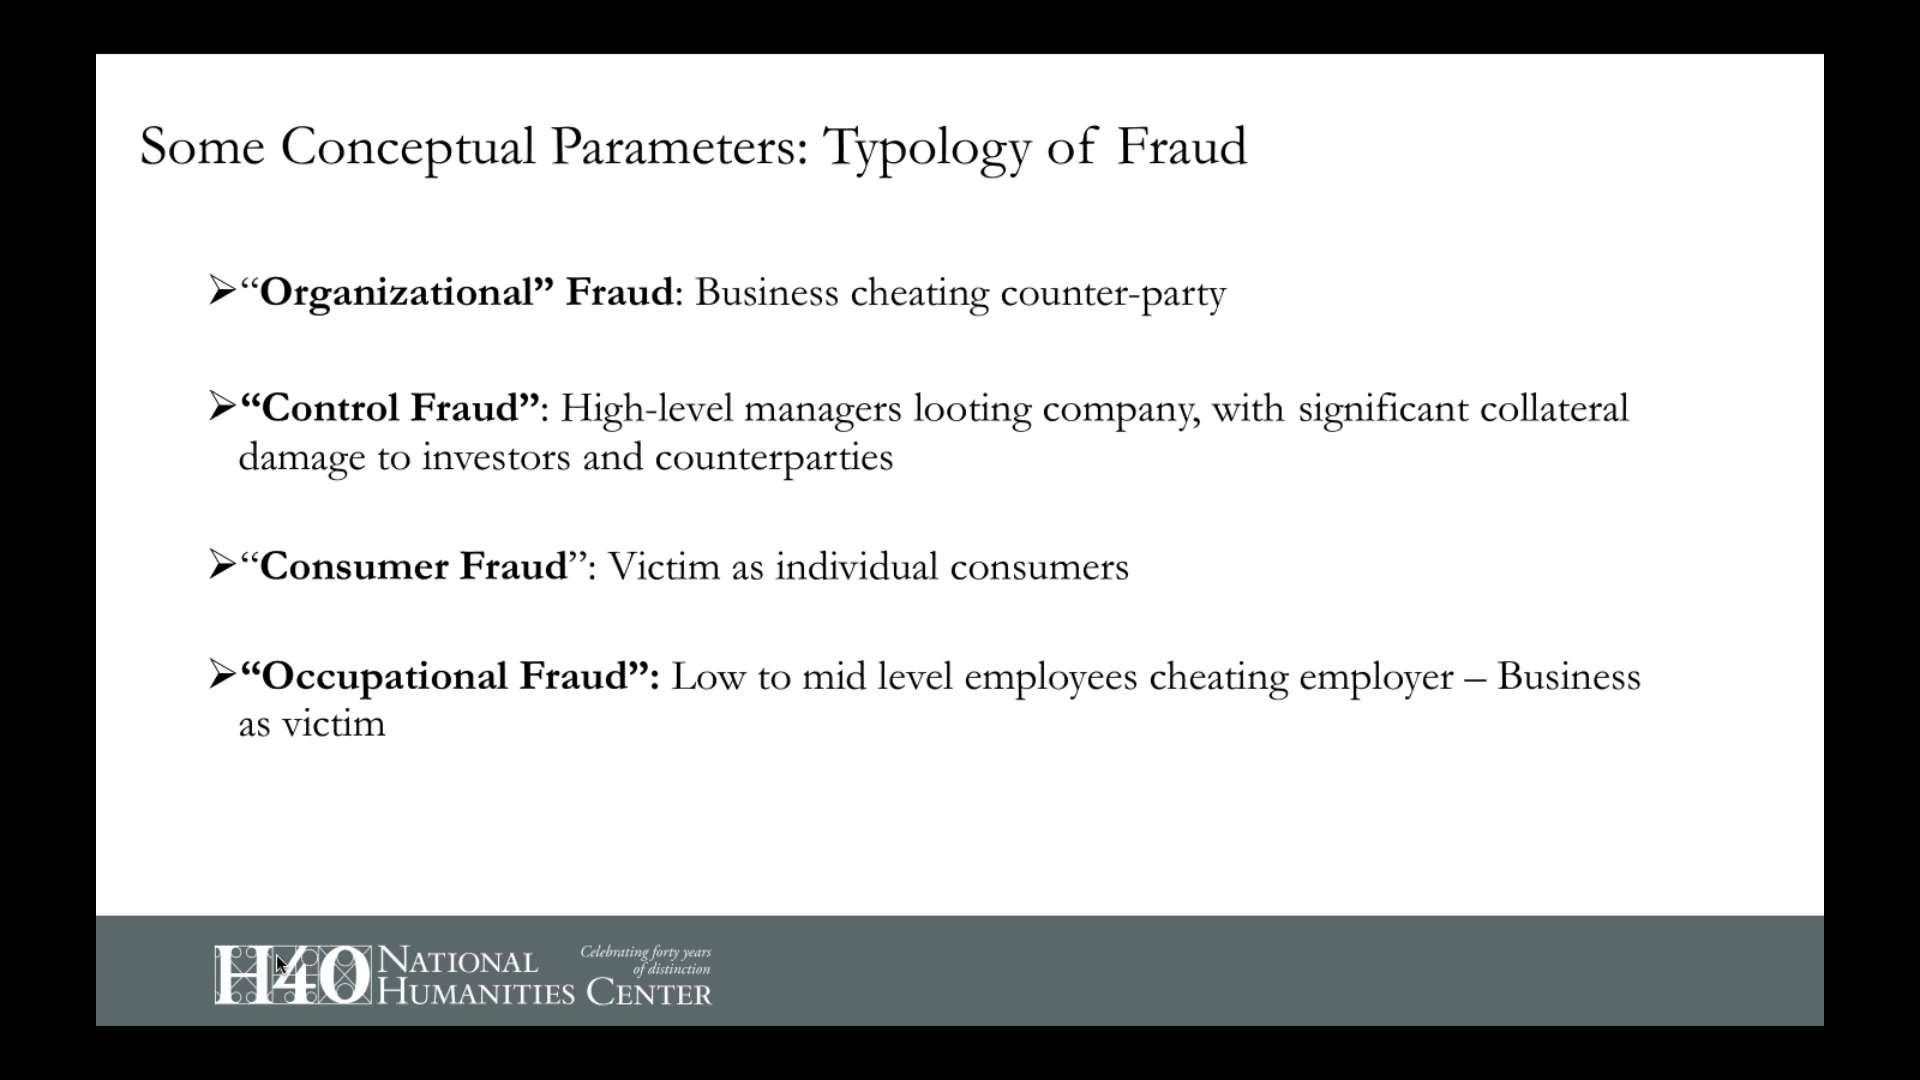 Some Conceptual Parameters: Typology of Fraud
➢“Organizational” Fraud: Business cheating counter-party
➢“Control Fraud”: High-level managers looting company, with significant collateral
damage to investors and counterparties
➢“Consumer Fraud”: Victim as individual consumers
➢“Occupational Fraud”: Low to mid level employees cheating employer – Business
as victim
H40 NATIONAL HUMANITIES CENTER
Celebrating forty years
of distinction